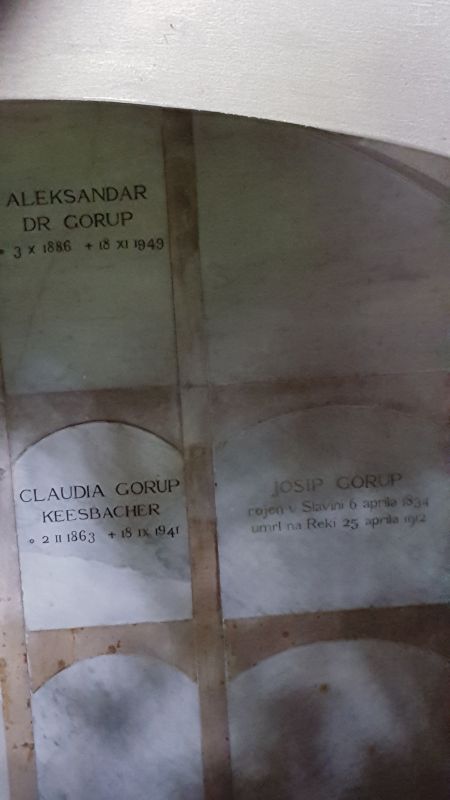 ALEKSANDAR
DR GORUP
° 3 X 1886 + 18 XI 1949
CLAUDIA GORUP
KEESBACHER
° 2 II 1863 + 18 IX 1941
JOSIP GORUP
rojen v Slavini 6 aprila 1834
umrl na Reki 25 aprila 1912